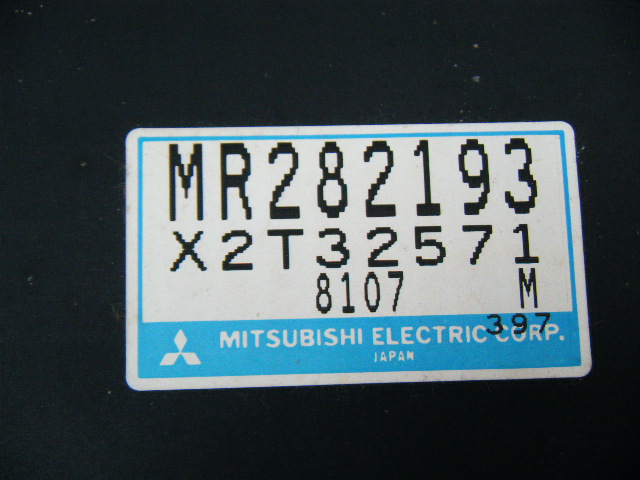 MR282193
X2T32571
8107 M
397
MITSUBISHI ELECTRIC CORP.
JAPAN